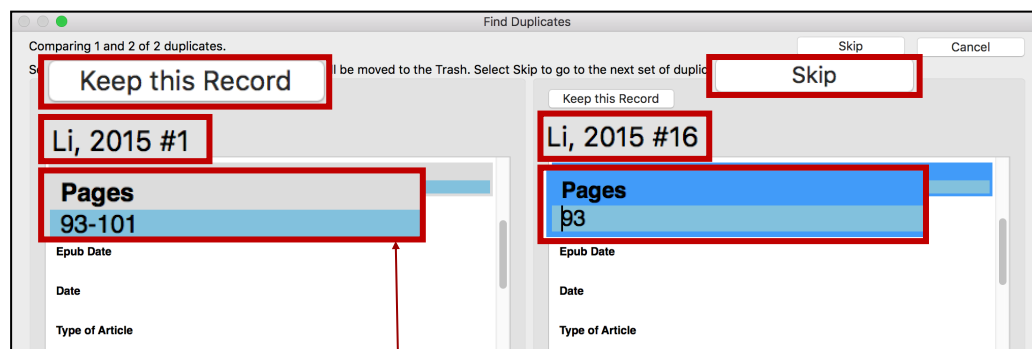 Find Duplicates
Comparing 1 and 2 of 2 duplicates.
Skip
Cancel
be moved to the Trash. Select Skip to go to the next set of duplic
Keep this Record
Skip
Keep this Record
Li, 2015 #1
Li, 2015 #16
Pages
93-101
Pages
93
Epub Date
Epub Date
Date
Date
Type of Article
Type of Article